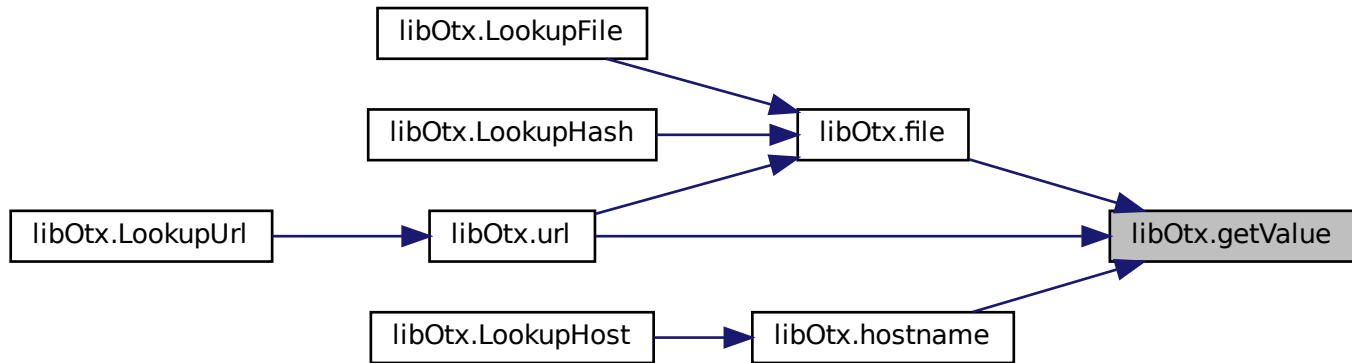 libOtx.LookupFile
libOtx.LookupHash
libOtx.file
libOtx.LookupUrl
libOtx.url
libOtx.getValue
libOtx.LookupHost
libOtx.hostname